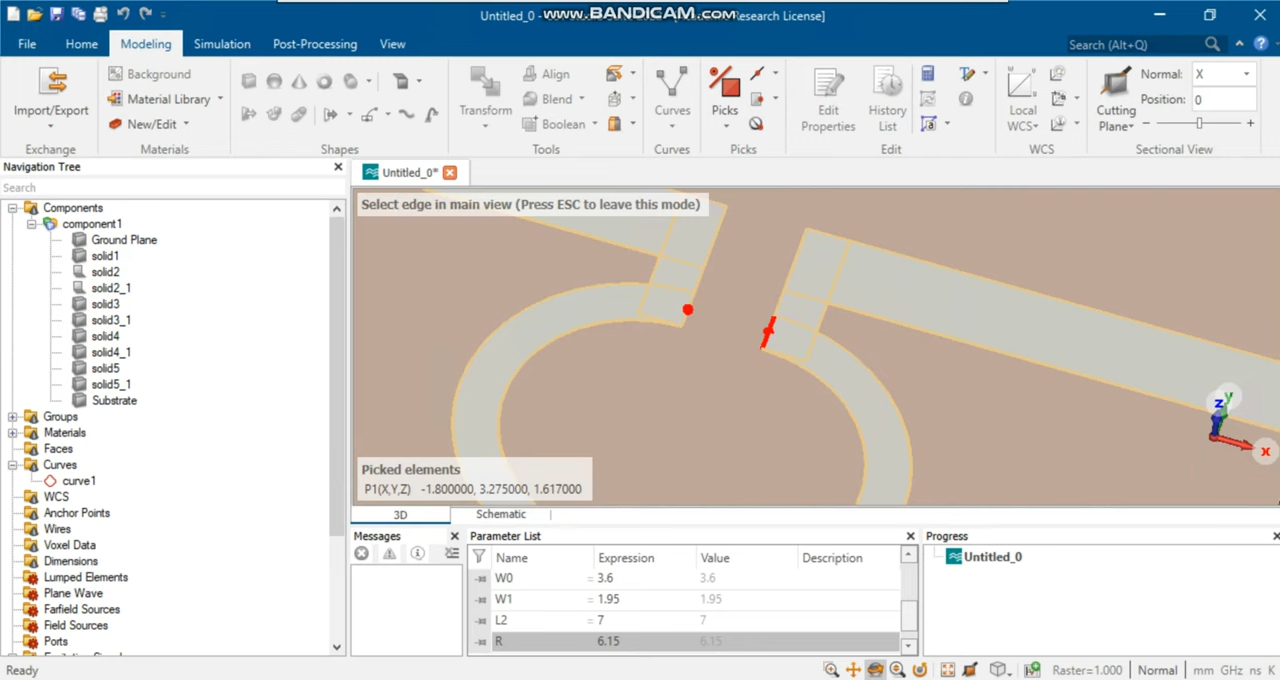 Untitled_0 -
www.BANDICAM.com
Research License]
File
Home
Modeling
Simulation
Post-Processing
View
Search (Alt+Q)
Import/Export
Exchange
Background
Material Library
New/Edit
Materials
Shapes
Transform
Align
Blend
Boolean
Tools
Curves
Curves
Picks
Picks
Edit
Properties
History
List
Edit
Local
WCS
WCS
Cutting
Plane
Normal: X
Position: 0
Sectional View
Navigation Tree
Search
Components
component1
Ground Plane
solid1
solid2
solid2_1
solid3
solid3_1
solid4
solid4_1
solid5
solid5_1
Substrate
Groups
Materials
Faces
Curves
curve1
WCS
Anchor Points
Wires
Voxel Data
Dimensions
Lumped Elements
Plane Wave
Farfield Sources
Field Sources
Ports
Untitled_0*
Select edge in main view (Press ESC to leave this mode)
z y
x
Picked elements
P1(X,Y,Z) -1.800000, 3.275000, 1.617000
3D
Schematic
Messages
Parameter List
Name Expression Value Description
W0 = 3.6 3.6
W1 = 1.95 1.95
L2 = 7 7
R 6.15 6.15
Progress
Untitled_0
Ready
Raster=1.000
Normal
mm GHz ns K